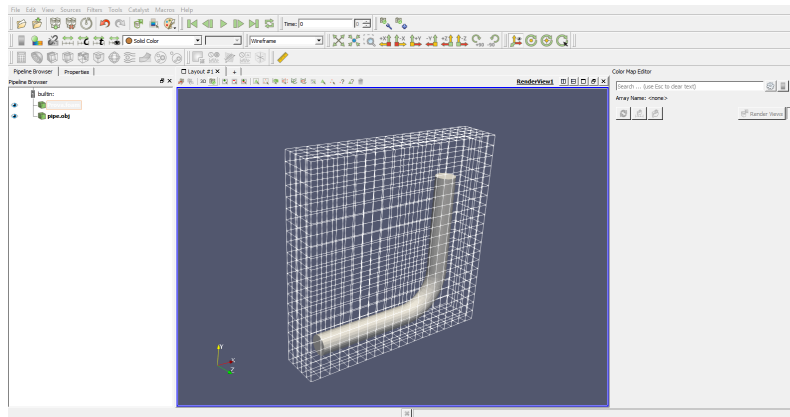 File Edit View Sources Filters Tools Catalyst Macros Help
Time: 0 0
Solid Color Wireframe
Pipeline Browser Properties Layout #1 X + Color Map Editor
Pipeline Browser 3D RenderView1
Search ... (use Esc to clear text)
builtin:
Array Name: <none>
pipe.obj
Render Views
Y
X
Z